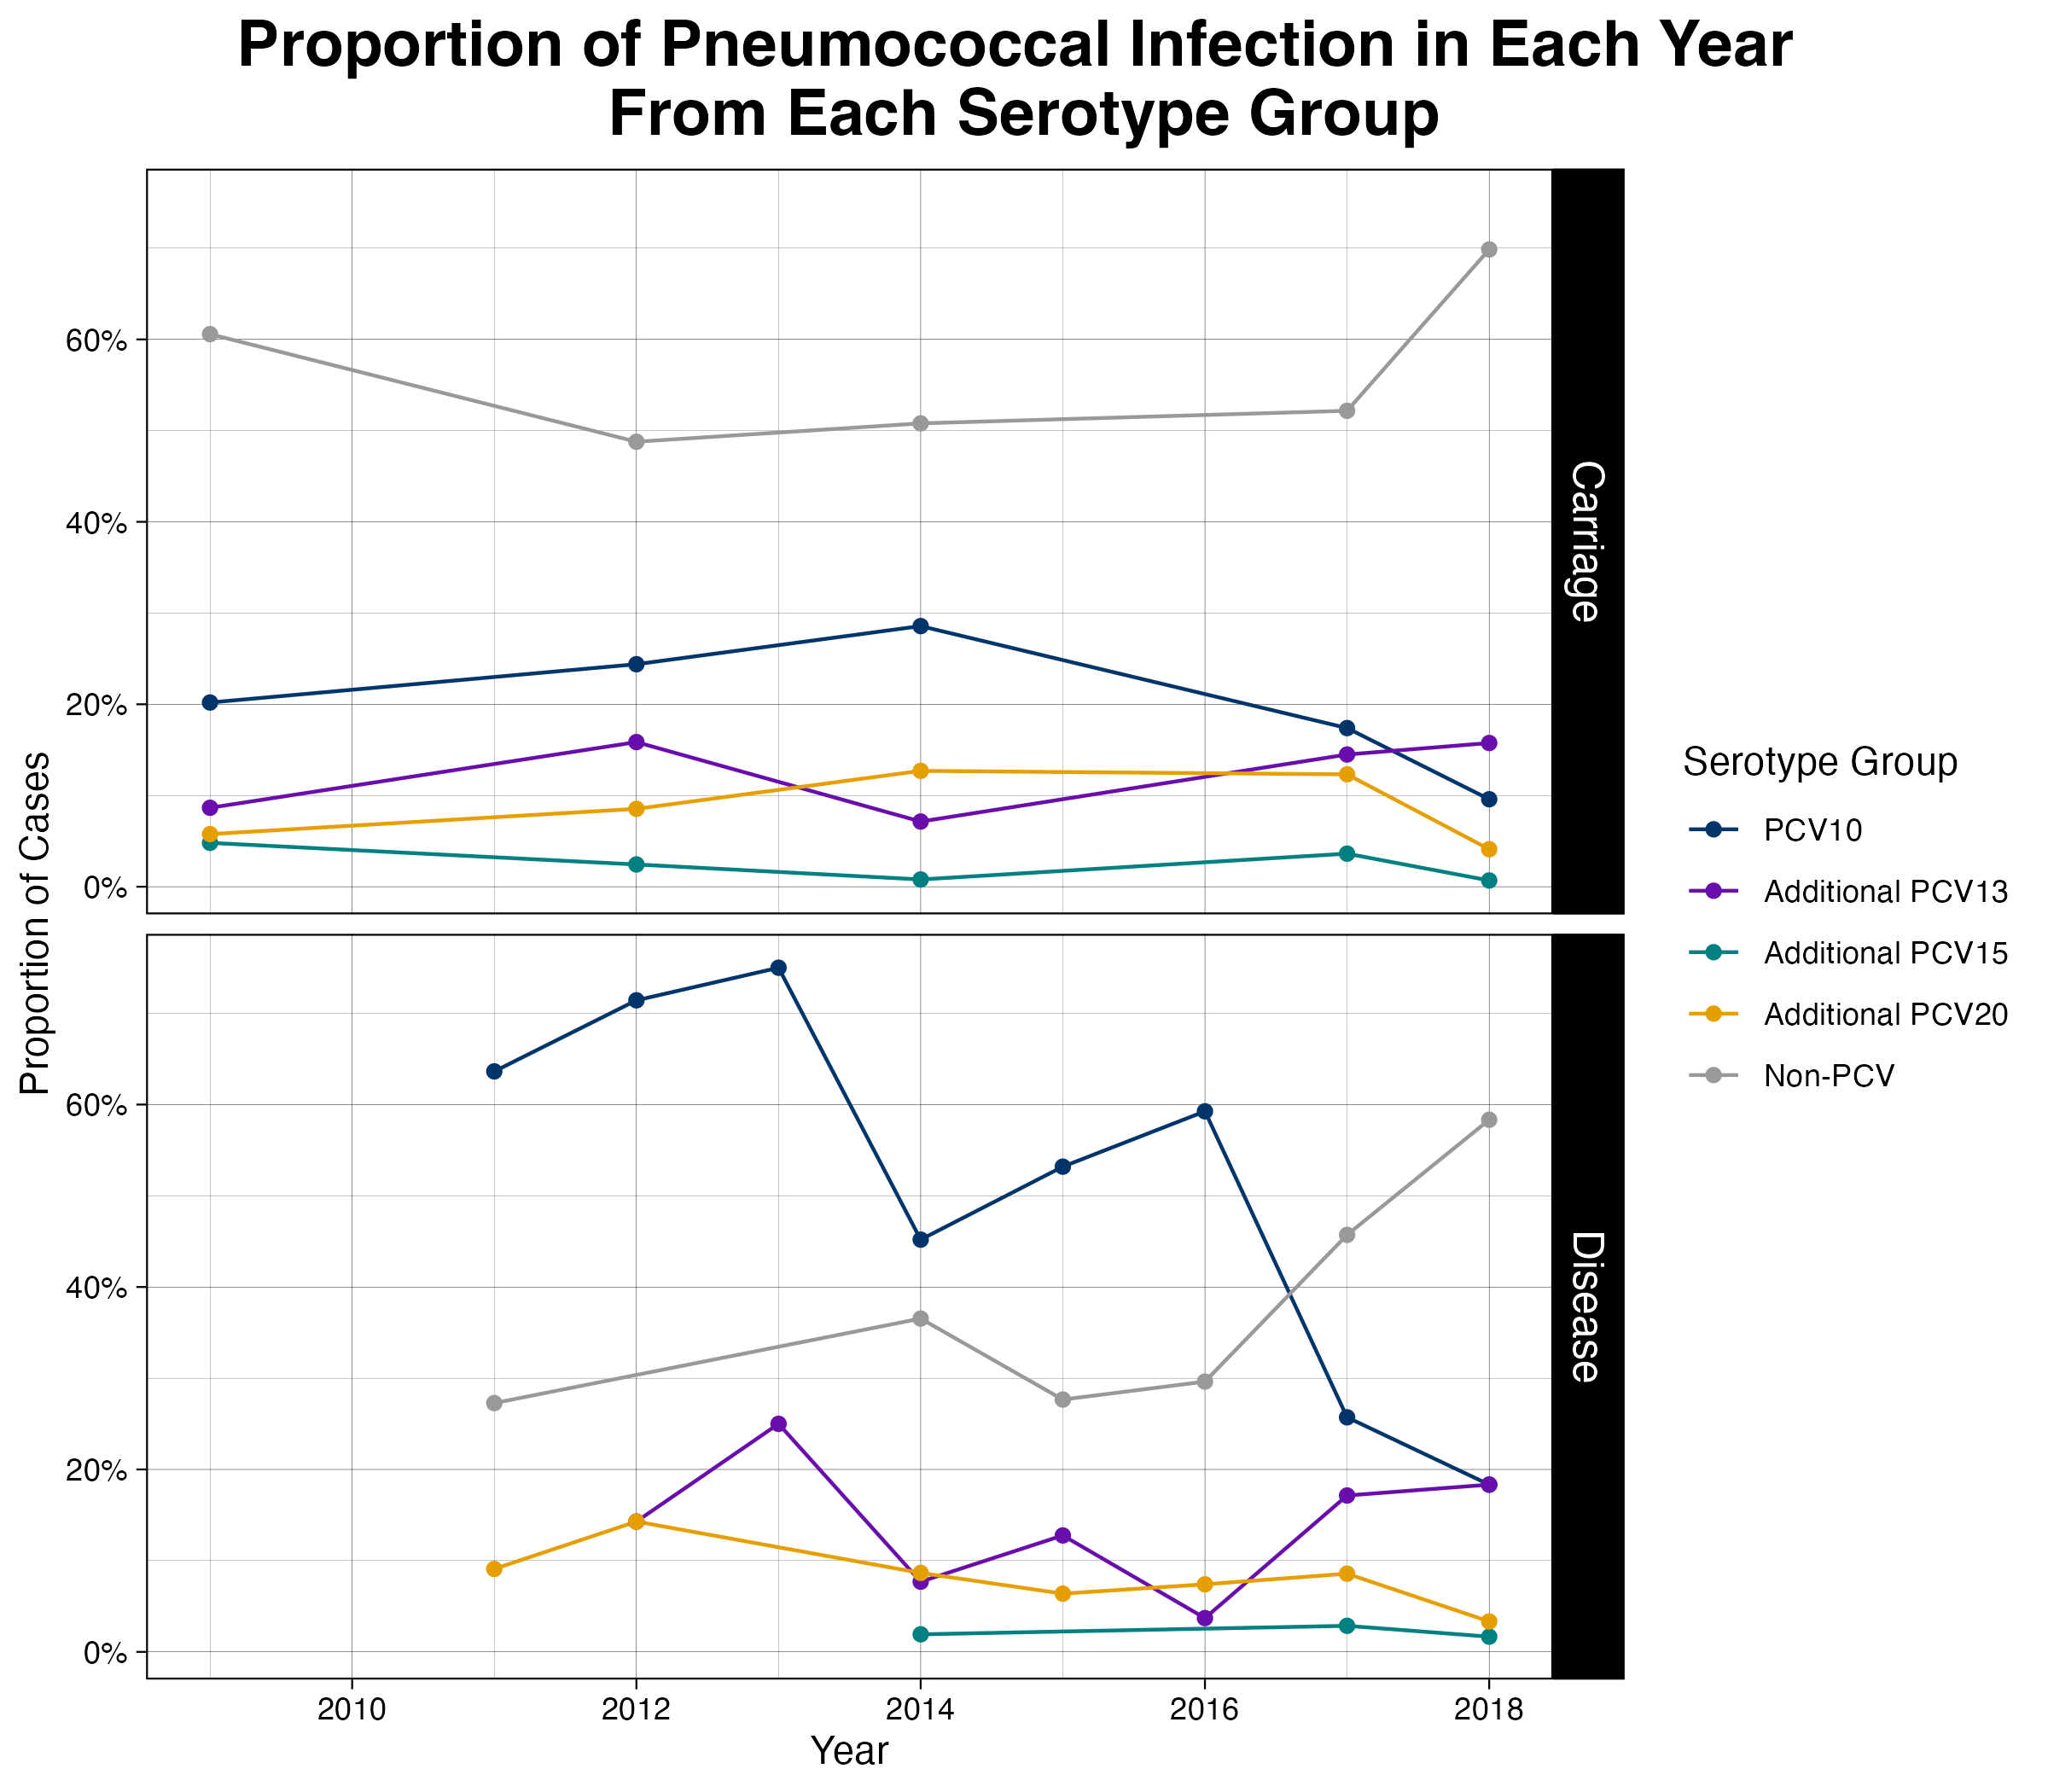 Proportion of Pneumococcal Infection in Each Year
From Each Serotype Group
Proportion of Cases
60%
40%
20%
0%
Carriage
60%
40%
20%
0%
Disease
2010
2012
2014
2016
2018
Year
Serotype Group
PCV10
Additional PCV13
Additional PCV15
Additional PCV20
Non-PCV